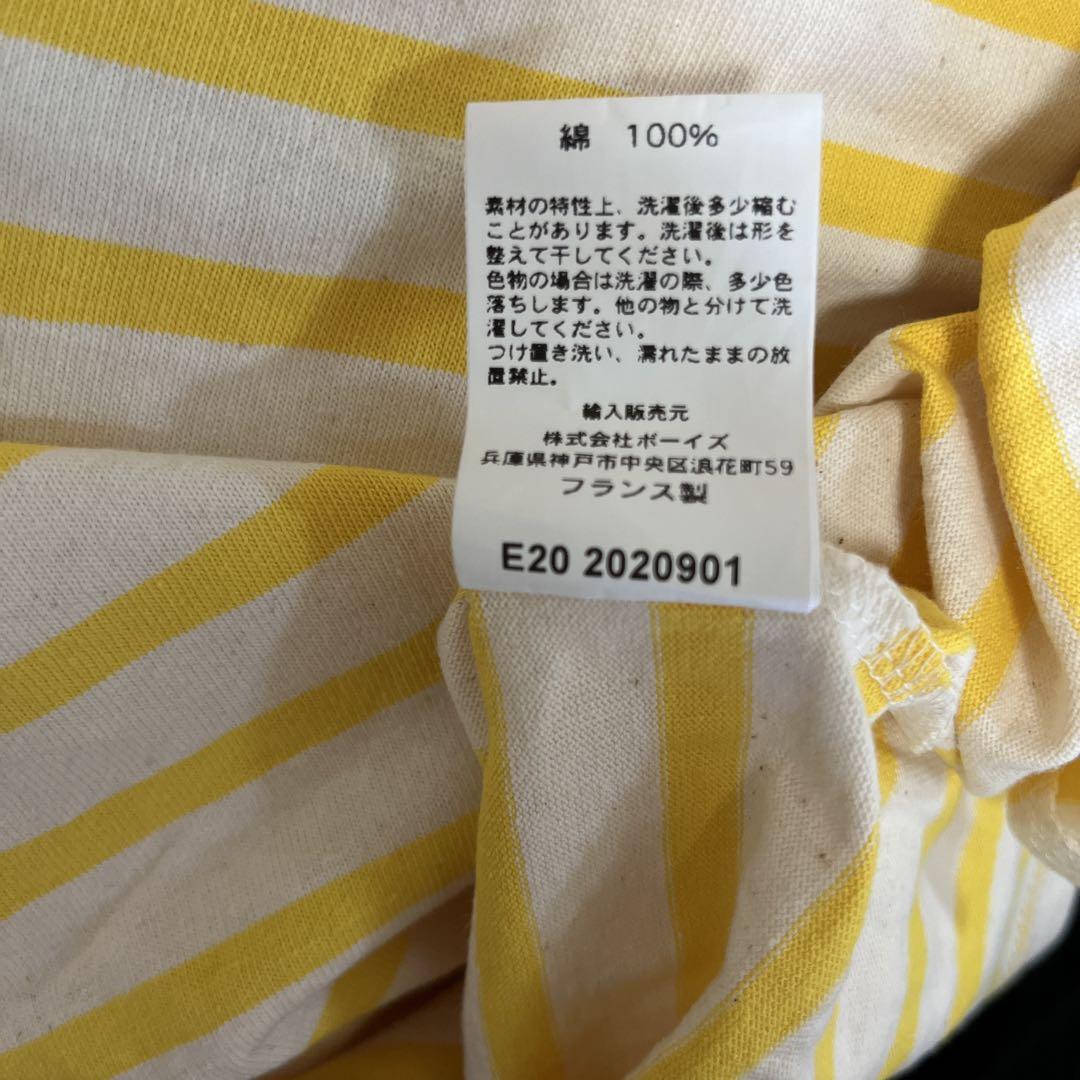 綿 100%
素材の特性上、洗濯後多少縮む
ことがあります。洗濯後は形を
整えて干してください。
色物の場合は洗濯の際、多少色
落ちします。他の物と分けて洗
濯してください。
つけ置き洗い、濡れたままの放
置禁止。
輸入販売元
株式会社ボーイズ
兵庫県神戸市中央区浪花町59
フランス製
E20 2020901